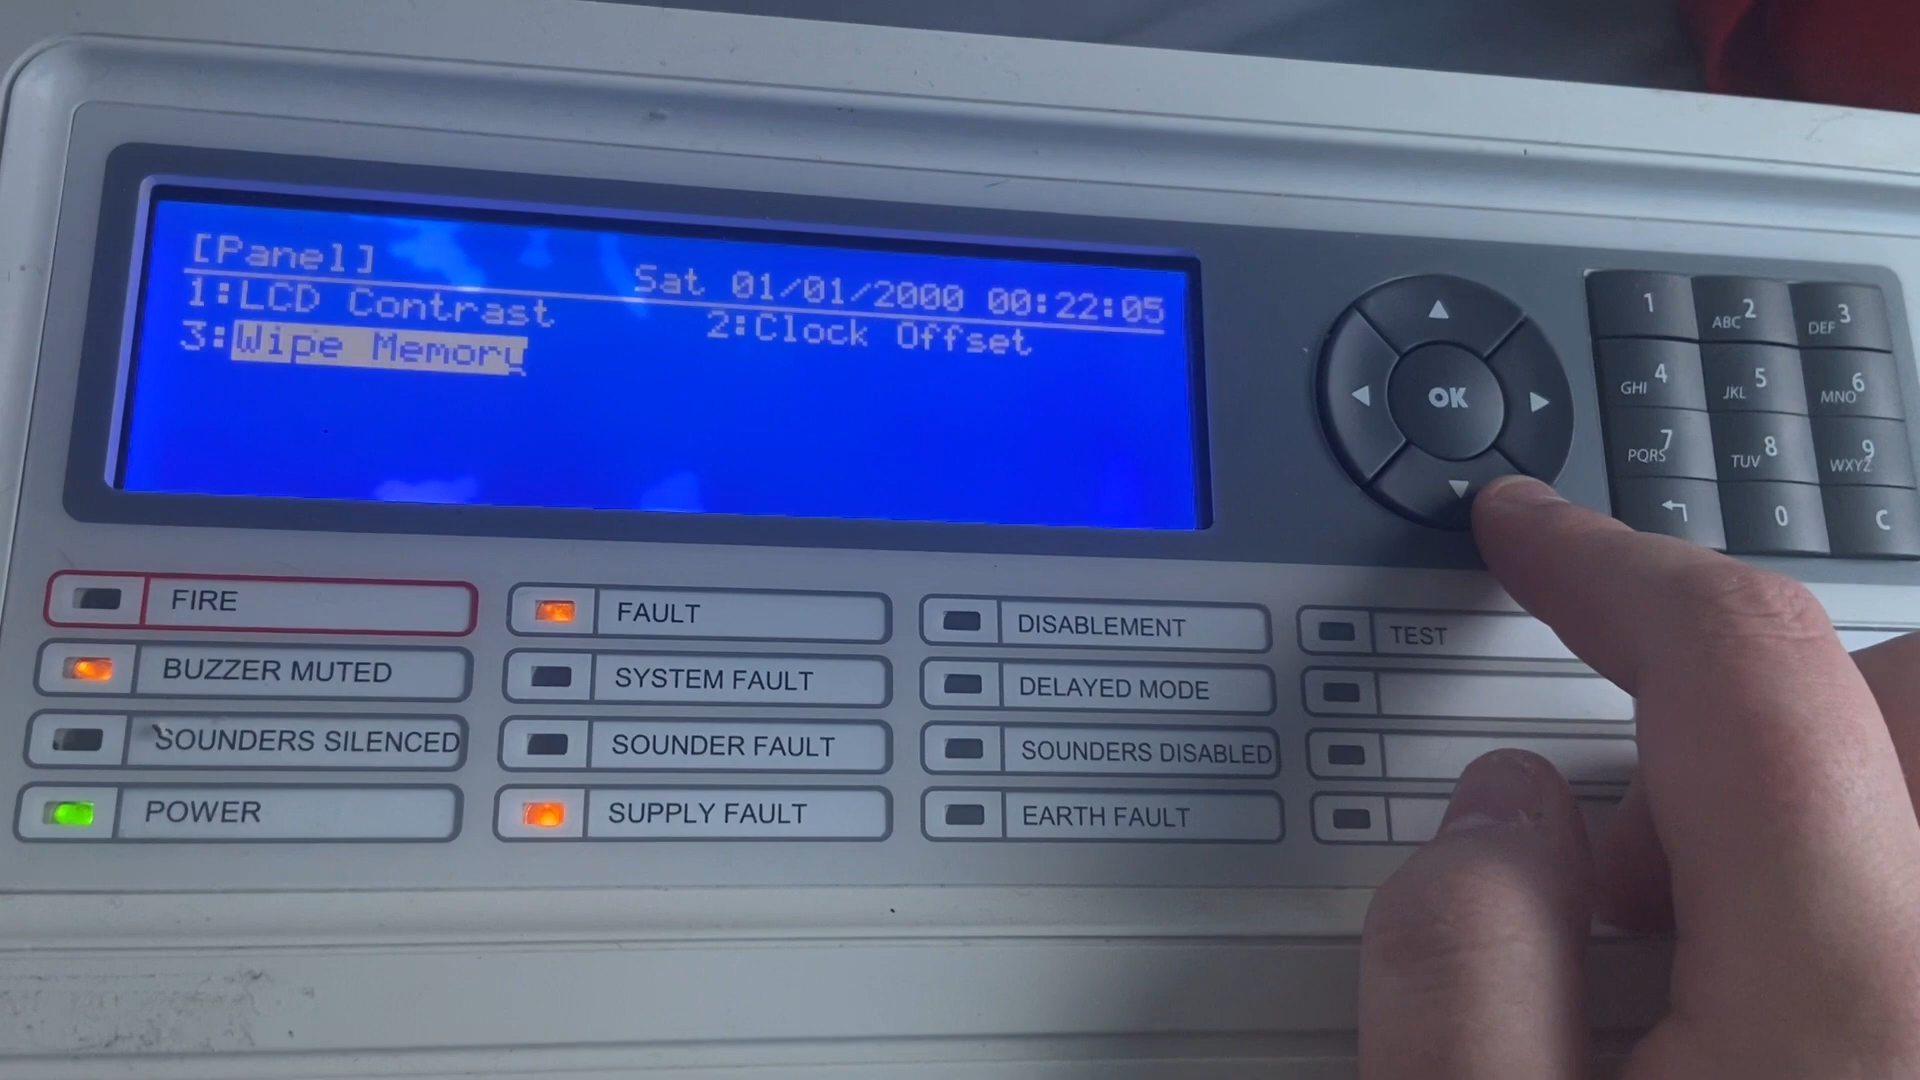 [Panel]
Sat 01/01/2000 00:22:05
1:LCD Contrast
2:Clock Offset
3:Wipe Memory
OK
1
ABC 2
DEF 3
GHI 4
JKL 5
MNO 6
PQRS 7
TUV 8
WXYZ 9
0
C
FIRE
FAULT
DISABLEMENT
TEST
BUZZER MUTED
SYSTEM FAULT
DELAYED MODE
SOUNDERS SILENCED
SOUNDER FAULT
SOUNDERS DISABLED
POWER
SUPPLY FAULT
EARTH FAULT